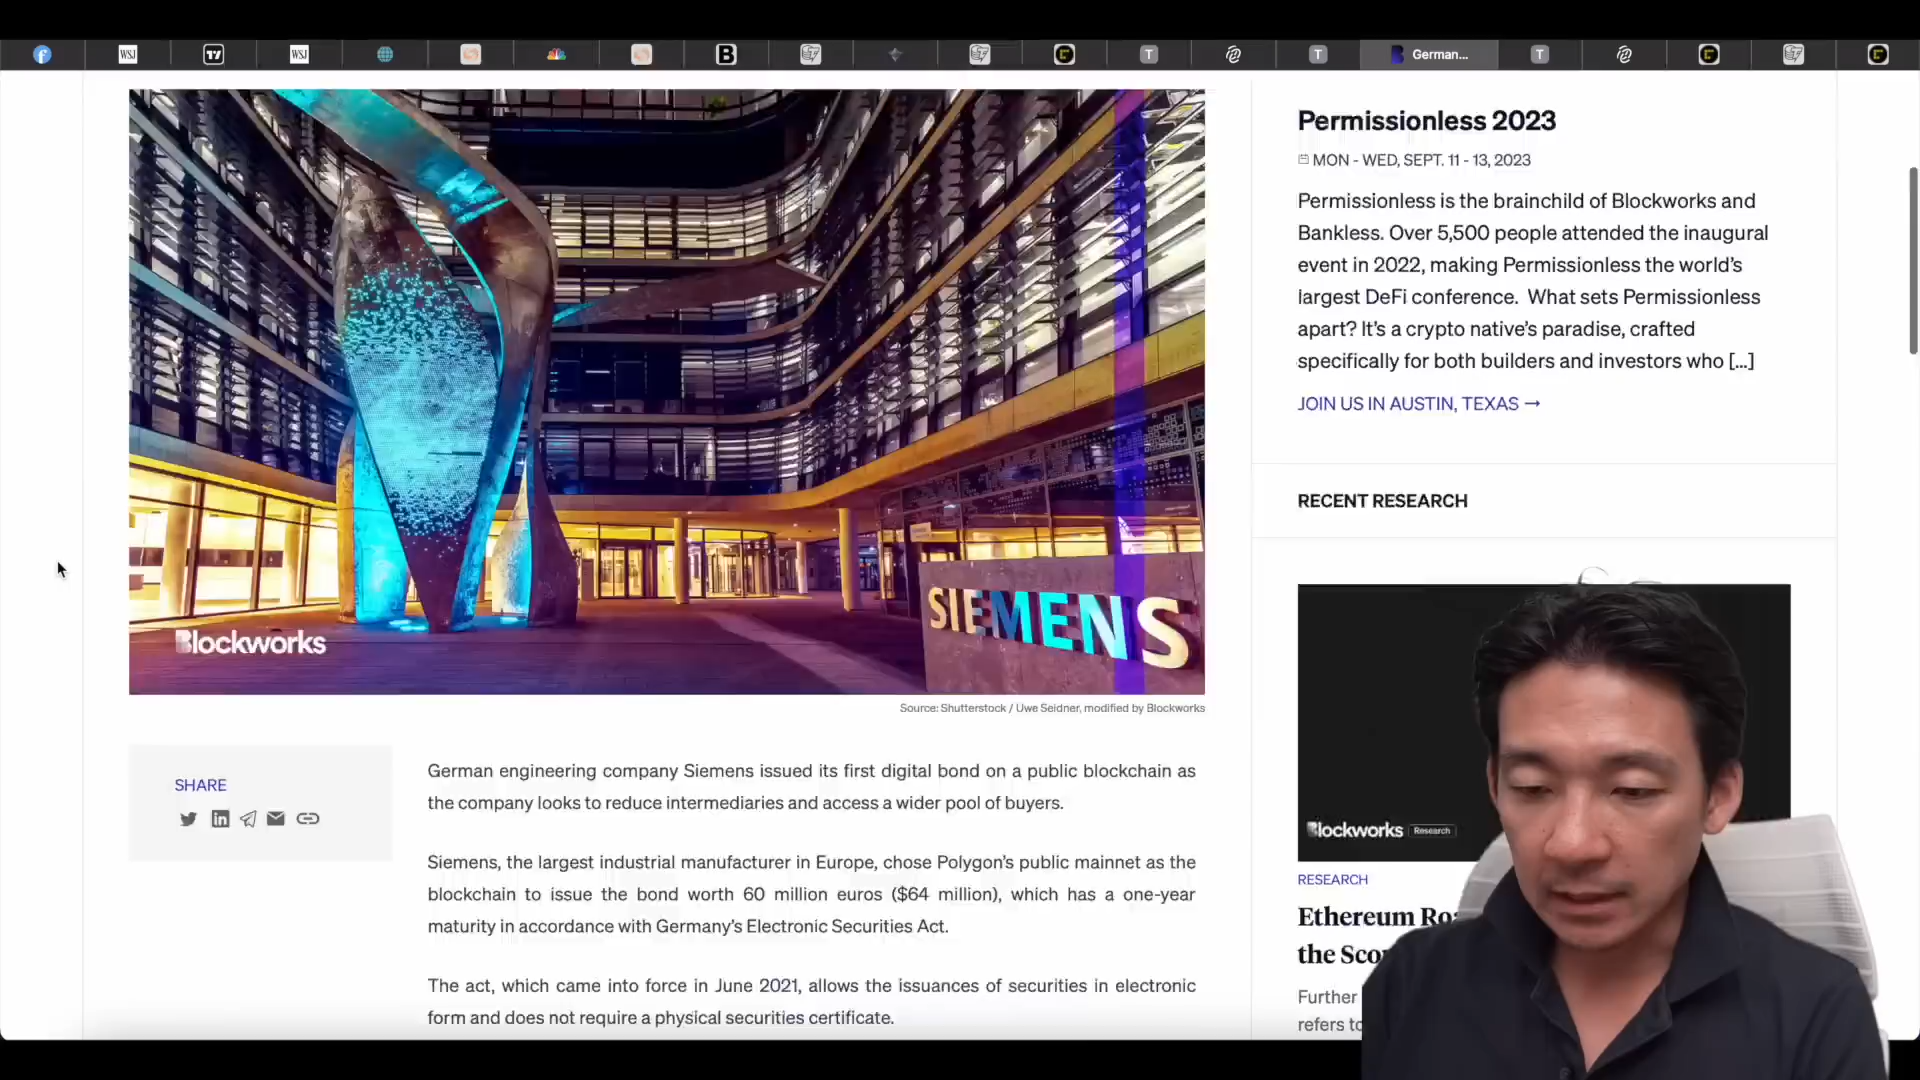 WSJ
TV
WSJ
B
T
T
German...
T
Permissionless 2023
MON - WED, SEPT. 11 - 13, 2023
Permissionless is the brainchild of Blockworks and
Bankless. Over 5,500 people attended the inaugural
event in 2022, making Permissionless the world’s
largest DeFi conference. What sets Permissionless
apart? It’s a crypto native’s paradise, crafted
specifically for both builders and investors who [...]
JOIN US IN AUSTIN, TEXAS →
RECENT RESEARCH
SIEMENS
Blockworks
Source: Shutterstock / Uwe Seidner, modified by Blockworks
SHARE
German engineering company Siemens issued its first digital bond on a public blockchain as
the company looks to reduce intermediaries and access a wider pool of buyers.
Siemens, the largest industrial manufacturer in Europe, chose Polygon’s public mainnet as the
blockchain to issue the bond worth 60 million euros ($64 million), which has a one-year
maturity in accordance with Germany’s Electronic Securities Act.
The act, which came into force in June 2021, allows the issuances of securities in electronic
form and does not require a physical securities certificate.
Blockworks Research
RESEARCH
Ethereum
the
Further
refers